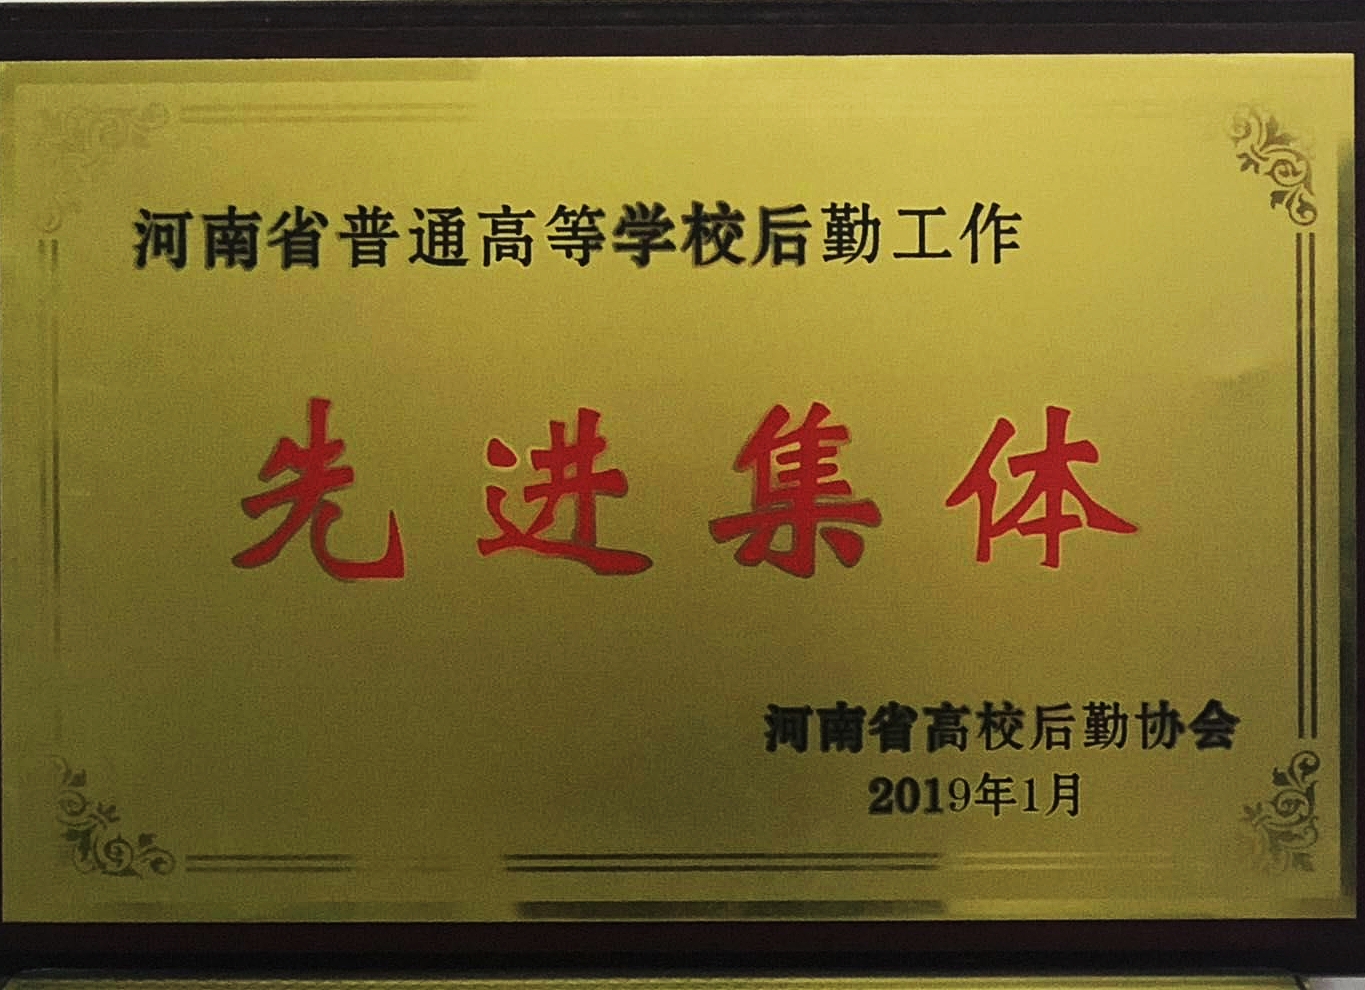 河南省普通高等学校后勤工作
先进集体
河南省高校后勤协会
2019年1月